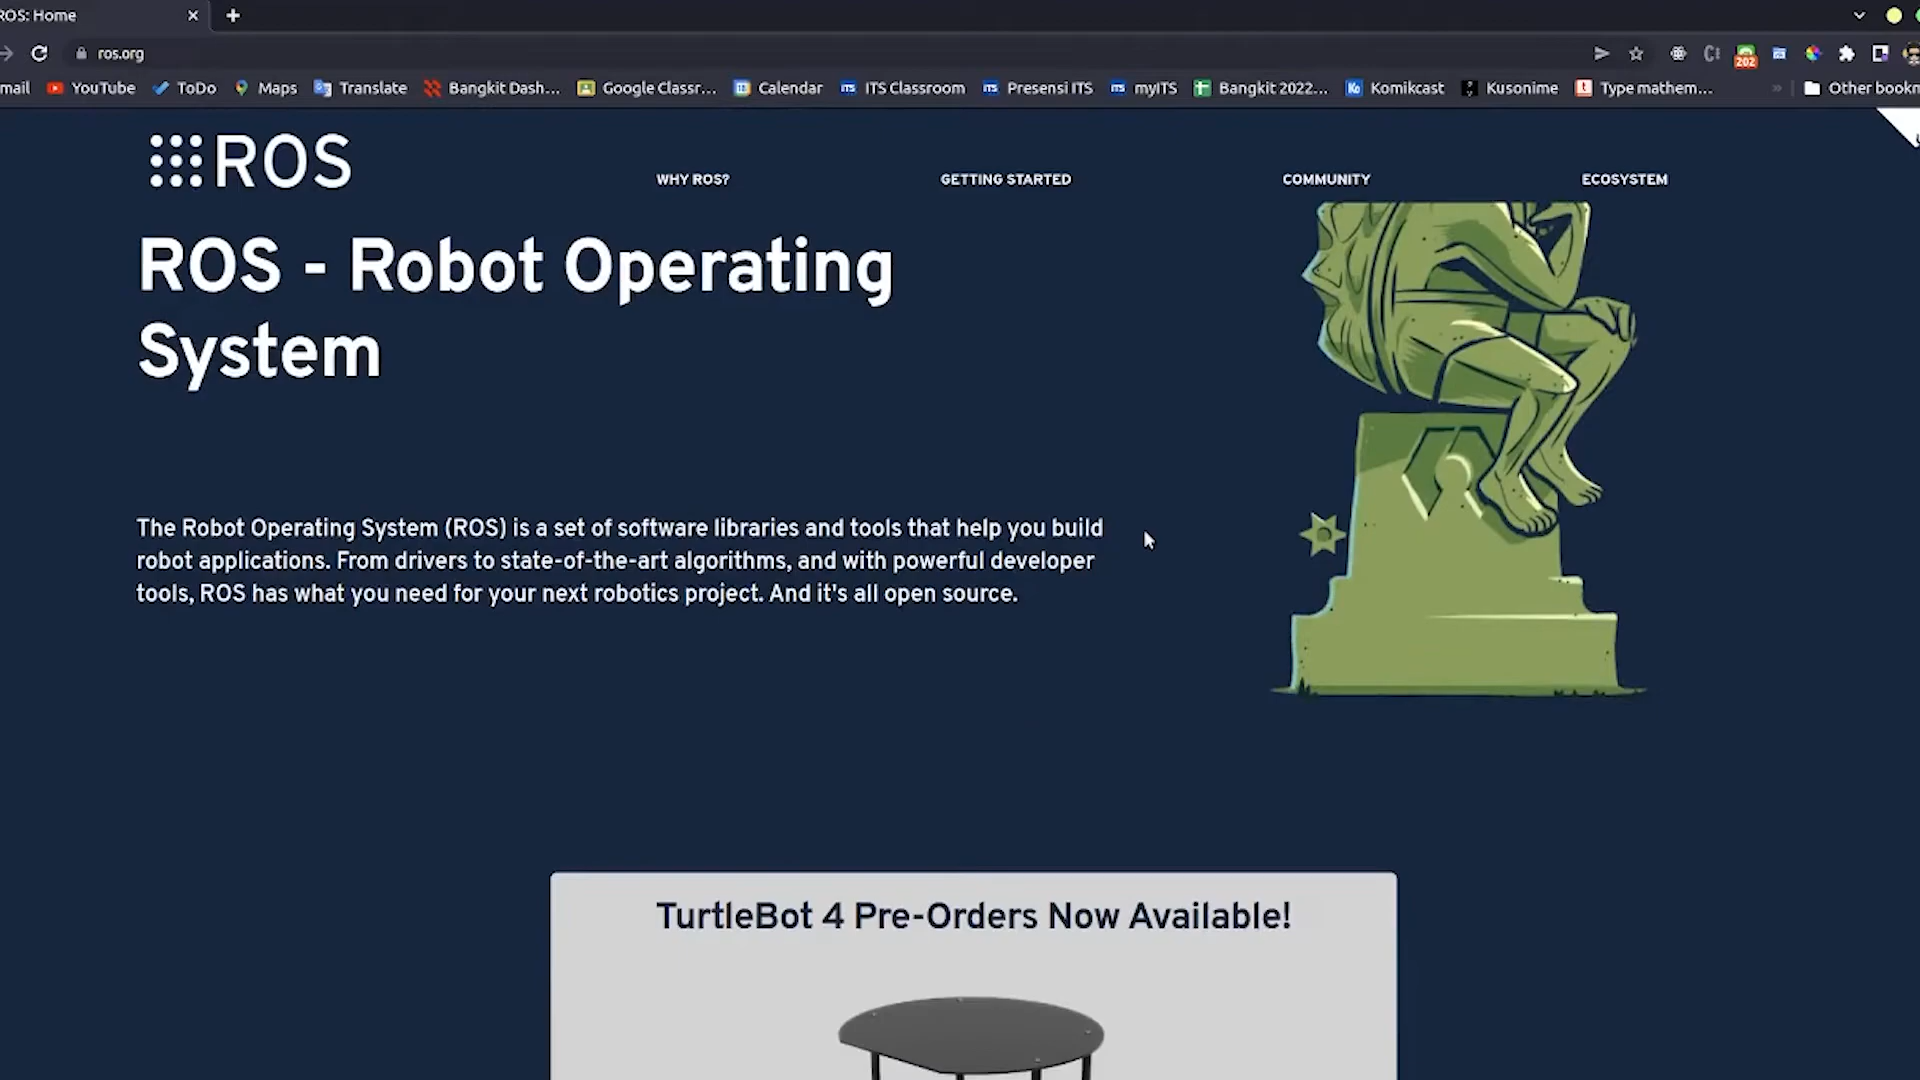 ROS: Home
ros.org
mail YouTube ToDo Maps Translate Bangkit Dash... Google Classr... Calendar ITS Classroom Presensi ITS myITS Bangkit 2022... Komikcast Kusonime Type mathem... Other bookm
202
ROS
WHY ROS? GETTING STARTED COMMUNITY ECOSYSTEM
ROS - Robot Operating
System
The Robot Operating System (ROS) is a set of software libraries and tools that help you build
robot applications. From drivers to state-of-the-art algorithms, and with powerful developer
tools, ROS has what you need for your next robotics project. And it's all open source.
TurtleBot 4 Pre-Orders Now Available!